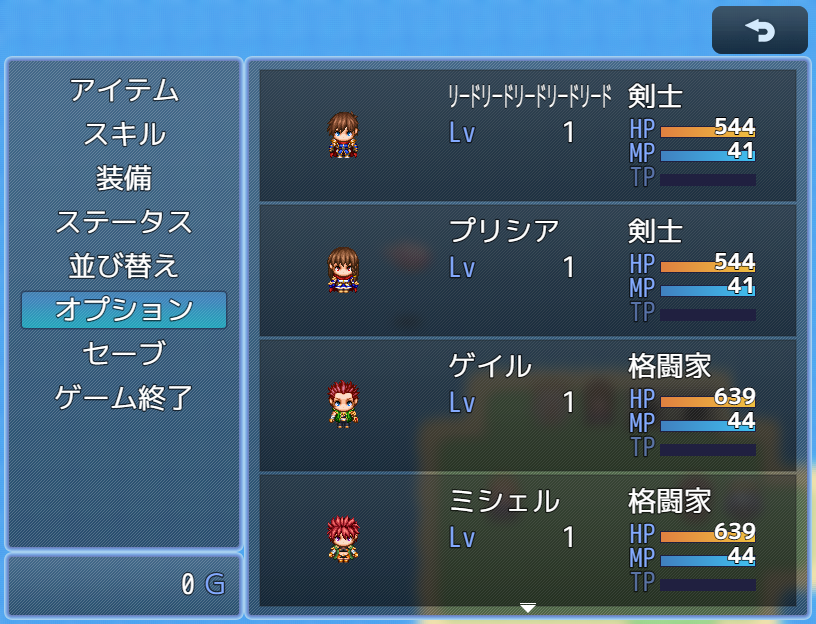 アイテム
スキル
装備
ステータス
並び替え
オプション
セーブ
ゲーム終了
0 G
リードリードリードリードリード 剣士
Lv 1 HP 544
MP 41
TP
プリシア 剣士
Lv 1 HP 544
MP 41
TP
ゲイル 格闘家
Lv 1 HP 639
MP 44
TP
ミシェル 格闘家
Lv 1 HP 639
MP 44
TP